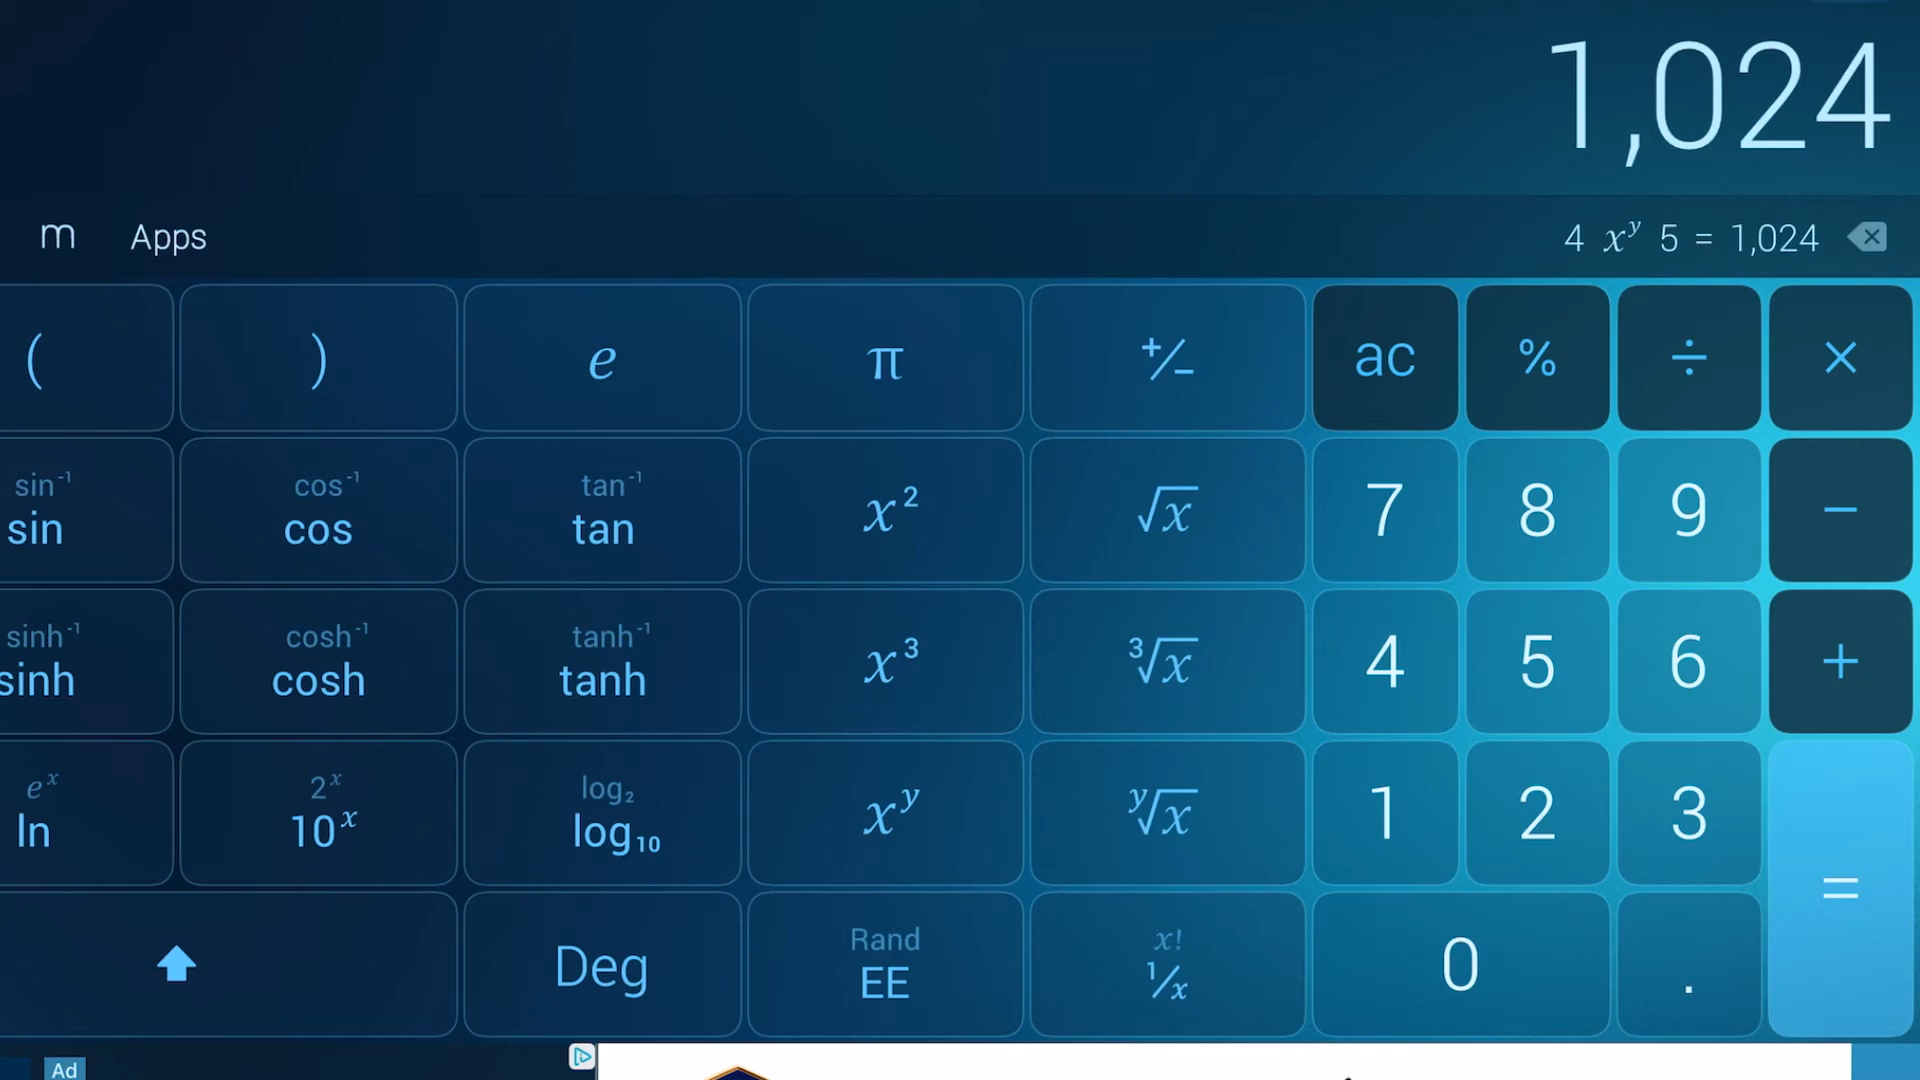 1,024
m Apps 4 xʸ 5 = 1,024
( ) e π +/− ac % ÷ ×
sin⁻¹ cos⁻¹ tan⁻¹
sin cos tan x² √x 7 8 9 −
sinh⁻¹ cosh⁻¹ tanh⁻¹
sinh cosh tanh x³ ³√x 4 5 6 +
eˣ 2ˣ log₂
ln 10ˣ log₁₀ xʸ ʸ√x 1 2 3 =
Rand x!
Deg EE 1/x 0 .
Ad